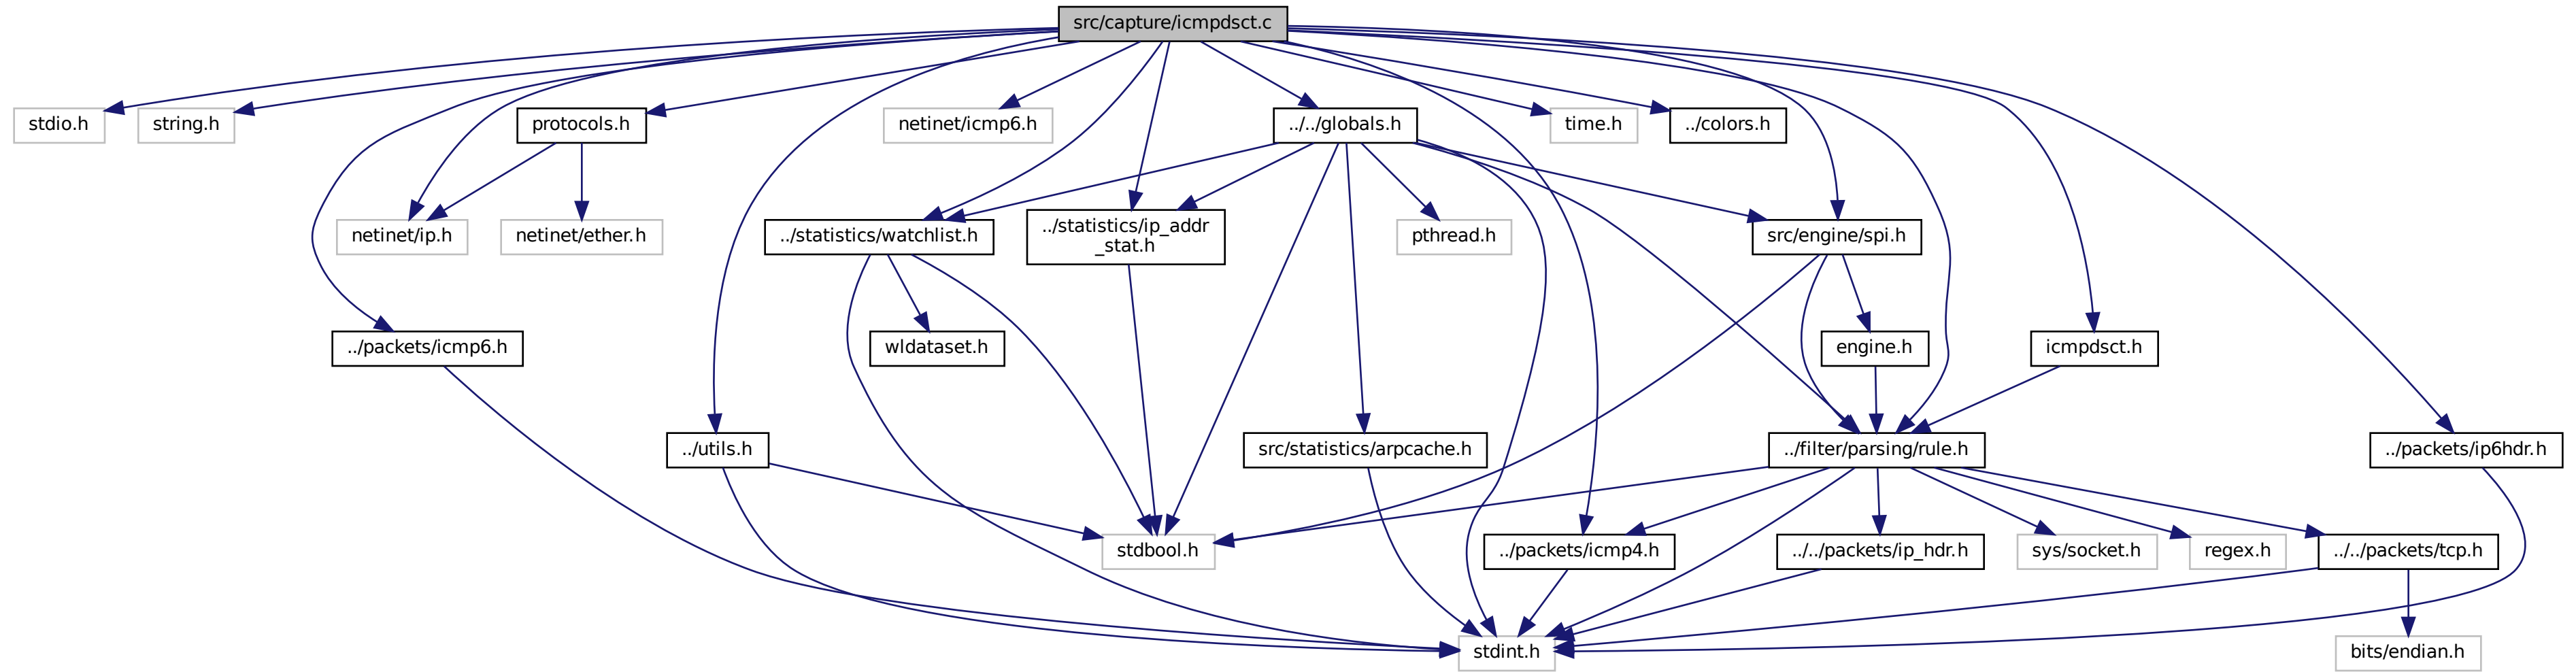 src/capture/icmpdsct.c
stdio.h
string.h
protocols.h
netinet/icmp6.h
../../globals.h
time.h
../colors.h
netinet/ip.h
netinet/ether.h
../statistics/watchlist.h
../statistics/ip_addr
_stat.h
pthread.h
src/engine/spi.h
../packets/icmp6.h
wldataset.h
engine.h
icmpdsct.h
../utils.h
src/statistics/arpcache.h
../filter/parsing/rule.h
../packets/ip6hdr.h
stdbool.h
../packets/icmp4.h
../../packets/ip_hdr.h
sys/socket.h
regex.h
../../packets/tcp.h
stdint.h
bits/endian.h